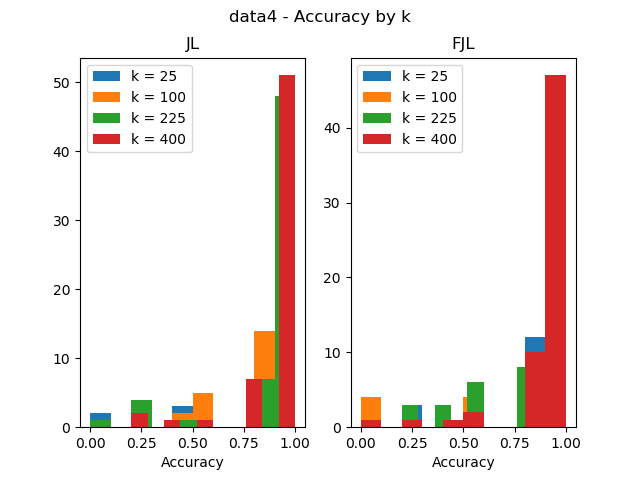 data4 - Accuracy by k
JL
FJL
k = 25
k = 100
k = 225
k = 400
k = 25
k = 100
k = 225
k = 400
50
40
30
20
10
0
40
30
20
10
0
0.00 0.25 0.50 0.75 1.00
0.00 0.25 0.50 0.75 1.00
Accuracy
Accuracy